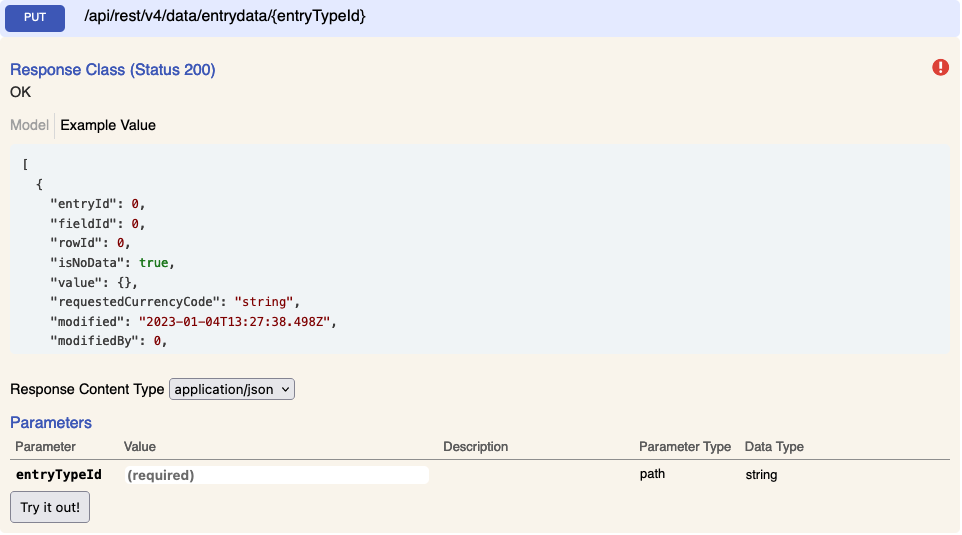 PUT /api/rest/v4/data/entrydata/{entryTypeId}
Response Class (Status 200)
OK
Model Example Value
[
{
"entryId": 0,
"fieldId": 0,
"rowId": 0,
"isNoData": true,
"value": {},
"requestedCurrencyCode": "string",
"modified": "2023-01-04T13:27:38.498Z",
"modifiedBy": 0,
Response Content Type application/json
Parameters
Parameter Value Description Parameter Type Data Type
entryTypeId (required) path string
Try it out!